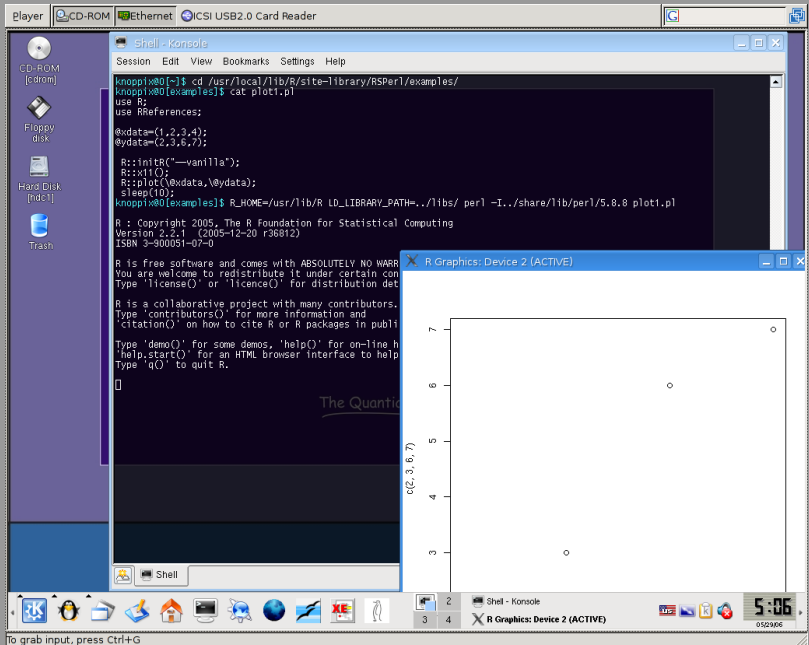 Player CD-ROM Ethernet ICSI USB2.0 Card Reader G
Shell - Konsole
Session Edit View Bookmarks Settings Help
CD-ROM
[cdrom]
Floppy
disk
Hard Disk
[hdc1]
Trash
knoppix@0[~]$ cd /usr/local/lib/R/site-library/RSPerl/examples/
knoppix@0[examples]$ cat plot1.pl
use R;
use RReferences;
@xdata=(1,2,3,4);
@ydata=(2,3,6,7);
R::initR("--vanilla");
R::x11();
R::plot(\@xdata,\@ydata);
sleep(10);
knoppix@0[examples]$ R_HOME=/usr/lib/R LD_LIBRARY_PATH=../libs/ perl -I../share/lib/perl/5.8.8 plot1.pl
R : Copyright 2005, The R Foundation for Statistical Computing
Version 2.2.1  (2005-12-20 r36812)
ISBN 3-900051-07-0
R is free software and comes with ABSOLUTELY NO WARR
You are welcome to redistribute it under certain con
Type 'license()' or 'licence()' for distribution det
R is a collaborative project with many contributors.
Type 'contributors()' for more information and
'citation()' on how to cite R or R packages in publi
Type 'demo()' for some demos, 'help()' for on-line h
'help.start()' for an HTML browser interface to help
Type 'q()' to quit R.
The Quantia
R Graphics: Device 2 (ACTIVE)
7
6
5
4
3
c(2, 3, 6, 7)
Shell
XE
2
3 4
Shell - Konsole
R Graphics: Device 2 (ACTIVE)
US
5:06
05/29/06
To grab input, press Ctrl+G